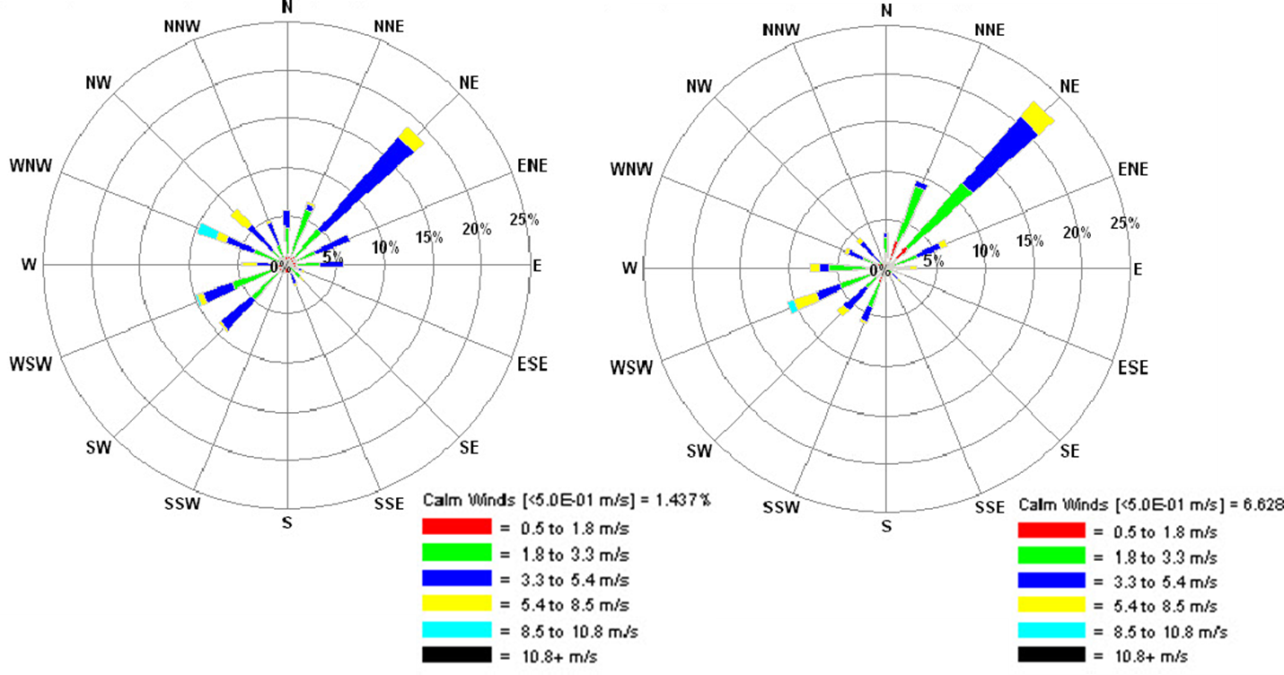 N
NNW
NNE
NW
NE
WNW
ENE
25%
20%
15%
10%
5%
0%
W
E
WSW
ESE
SW
SE
SSW
SSE
S
Calm Winds [<5.0E-01 m/s] = 1.437%
= 0.5 to 1.8 m/s
= 1.8 to 3.3 m/s
= 3.3 to 5.4 m/s
= 5.4 to 8.5 m/s
= 8.5 to 10.8 m/s
= 10.8+ m/s
N
NNW
NNE
NW
NE
WNW
ENE
25%
20%
15%
10%
5%
0%
W
E
WSW
ESE
SW
SE
SSW
SSE
S
Calm Winds [<5.0E-01 m/s] = 6.628
= 0.5 to 1.8 m/s
= 1.8 to 3.3 m/s
= 3.3 to 5.4 m/s
= 5.4 to 8.5 m/s
= 8.5 to 10.8 m/s
= 10.8+ m/s